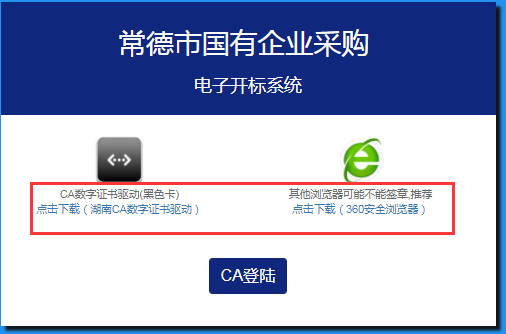 常德市国有企业采购
电子开标系统
CA数字证书驱动(黑色卡)
点击下载（湖南CA数字证书驱动）
其他浏览器可能不能签章,推荐
点击下载（360安全浏览器）
CA登陆